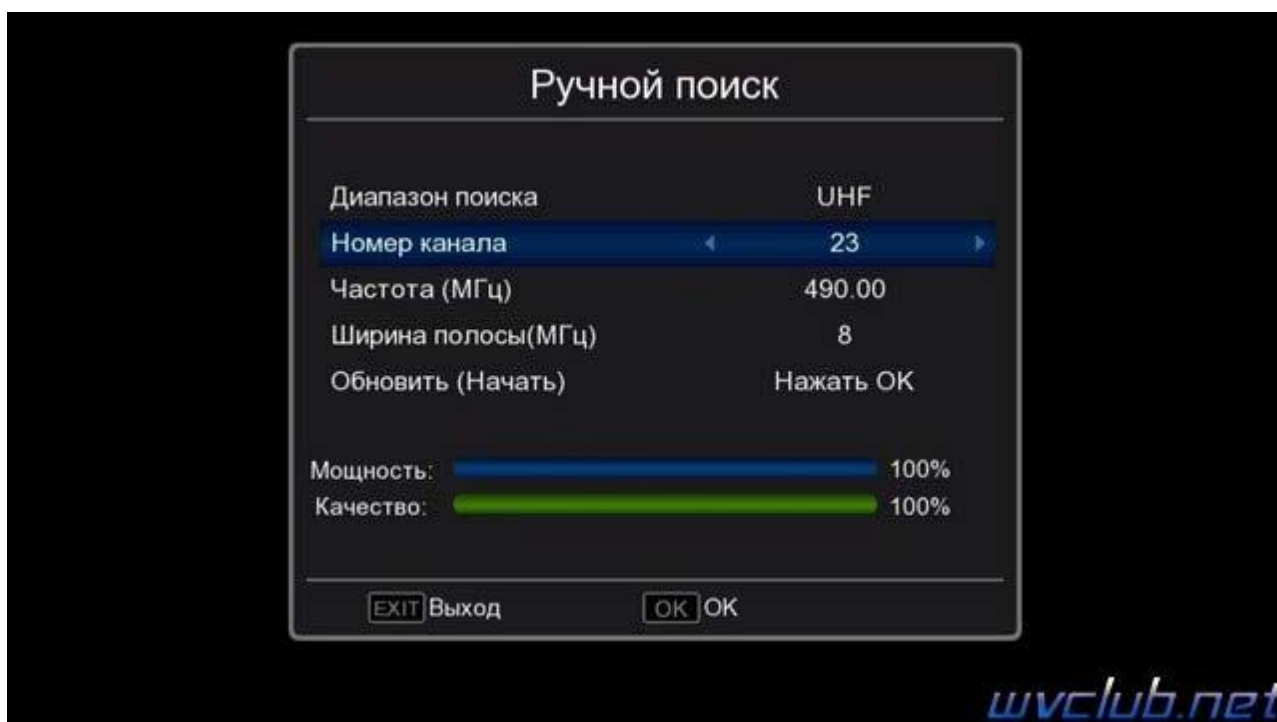 Ручной поиск
Диапазон поиска UHF
Номер канала 23
Частота (МГц) 490.00
Ширина полосы(МГц) 8
Обновить (Начать) Нажать OK
Мощность: 100%
Качество: 100%
EXIT Выход OK OK
wvclub.net